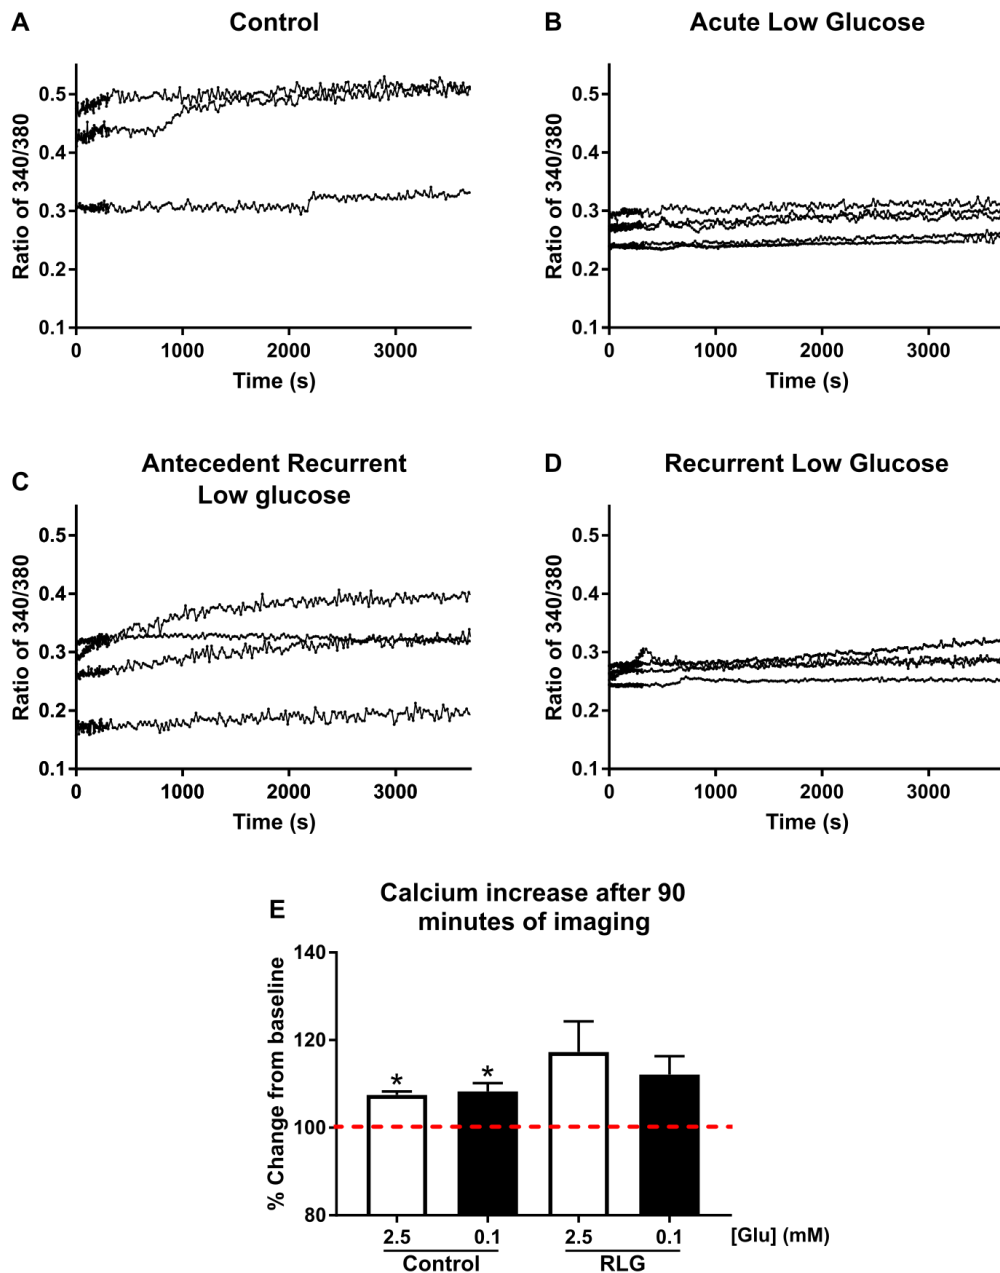 A
Control
Ratio of 340/380
0.5
0.4
0.3
0.2
0.1
0 1000 2000 3000
Time (s)
B
Acute Low Glucose
Ratio of 340/380
0.5
0.4
0.3
0.2
0.1
0 1000 2000 3000
Time (s)
C
Antecedent Recurrent
Low glucose
Ratio of 340/380
0.5
0.4
0.3
0.2
0.1
0 1000 2000 3000
Time (s)
D
Recurrent Low Glucose
Ratio of 340/380
0.5
0.4
0.3
0.2
0.1
0 1000 2000 3000
Time (s)
E
Calcium increase after 90
minutes of imaging
% Change from baseline
140
120
100
80
* *
2.5 0.1 2.5 0.1 [Glu] (mM)
Control RLG